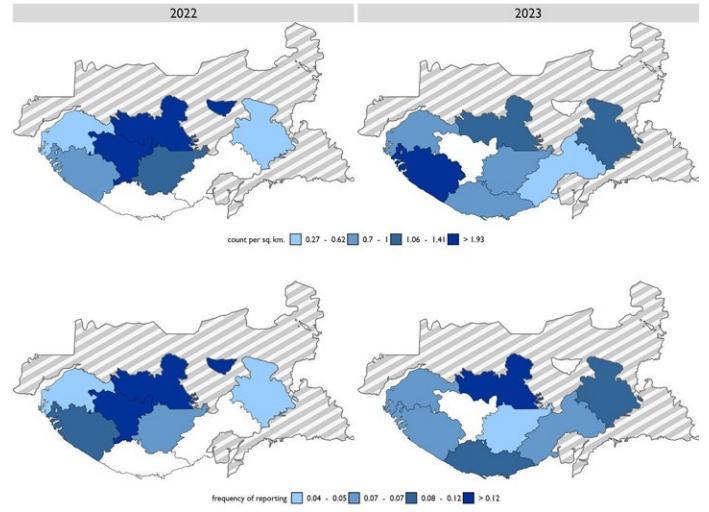 2022
2023
count per sq. km. 0.27 - 0.62 0.7 - 1 1.06 - 1.41 > 1.93
frequency of reporting 0.04 - 0.05 0.07 - 0.07 0.08 - 0.12 > 0.12